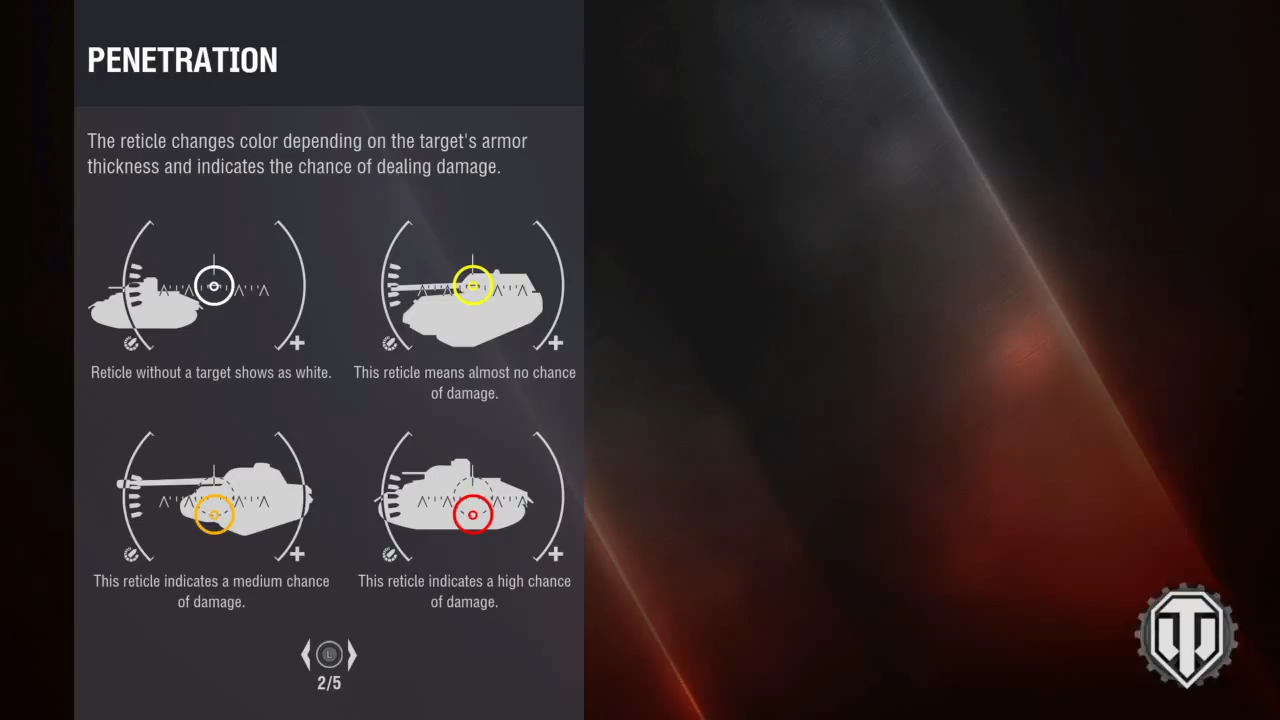 PENETRATION
The reticle changes color depending on the target's armor
thickness and indicates the chance of dealing damage.
Reticle without a target shows as white.
This reticle means almost no chance
of damage.
This reticle indicates a medium chance
of damage.
This reticle indicates a high chance
of damage.
L
2/5